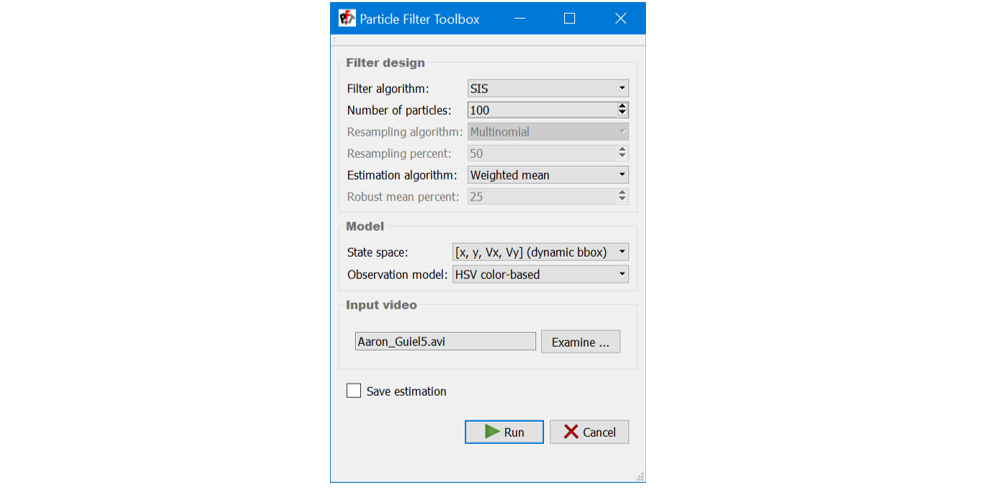 Particle Filter Toolbox
Filter design
Filter algorithm: SIS
Number of particles: 100
Resampling algorithm: Multinomial
Resampling percent: 50
Estimation algorithm: Weighted mean
Robust mean percent: 25
Model
State space: [x, y, Vx, Vy] (dynamic bbox)
Observation model: HSV color-based
Input video
Aaron_Guiel5.avi Examine ...
Save estimation
Run Cancel